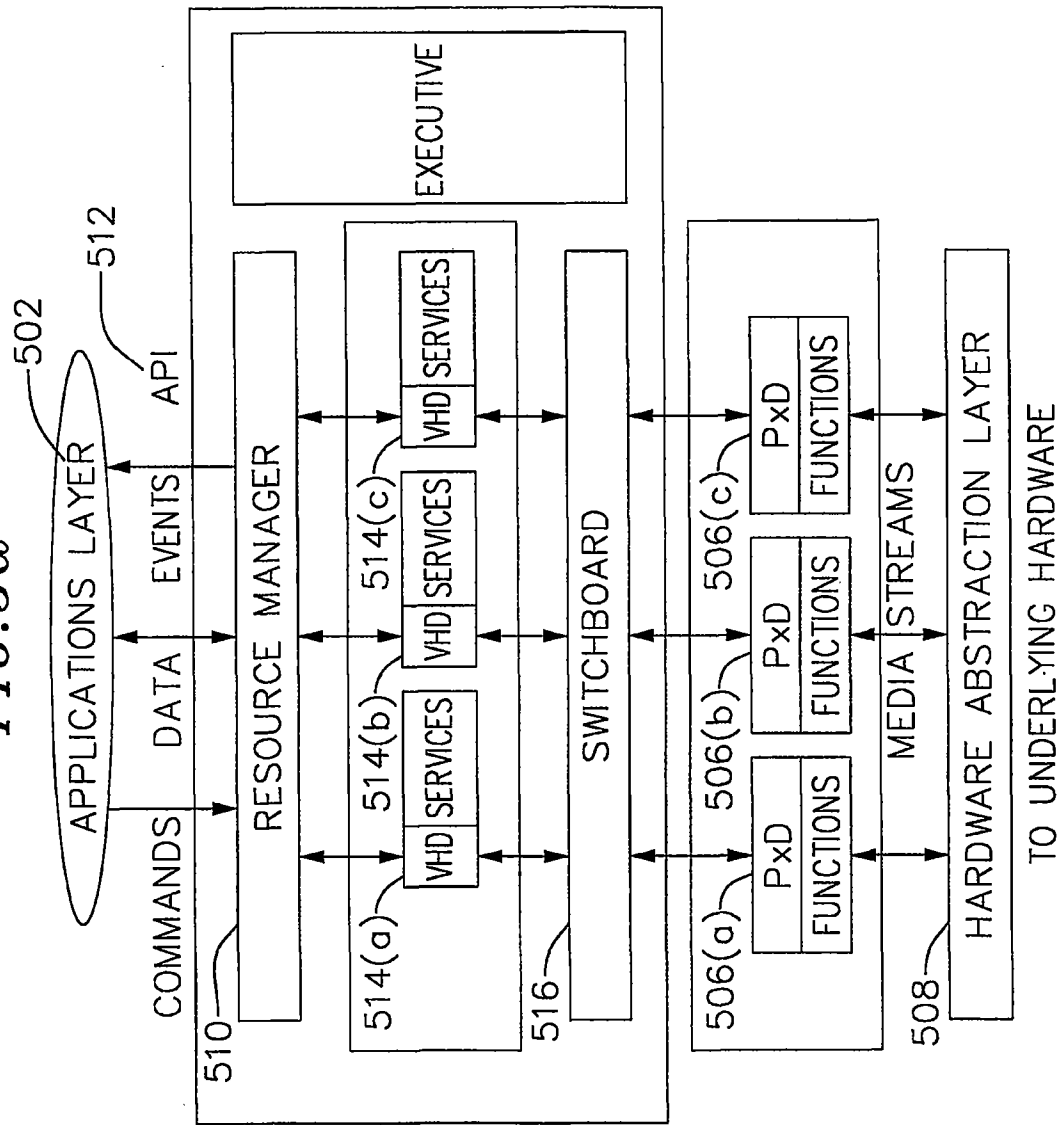 APPLICATIONS LAYER
502
COMMANDS DATA EVENTS API
512
510
RESOURCE MANAGER
EXECUTIVE
514(a)
VHD SERVICES
514(b)
VHD SERVICES
514(c)
VHD SERVICES
516
SWITCHBOARD
506(a)
PxD
FUNCTIONS
506(b)
PxD
FUNCTIONS
506(c)
PxD
FUNCTIONS
MEDIA STREAMS
508
HARDWARE ABSTRACTION LAYER
TO UNDERLYING HARDWARE